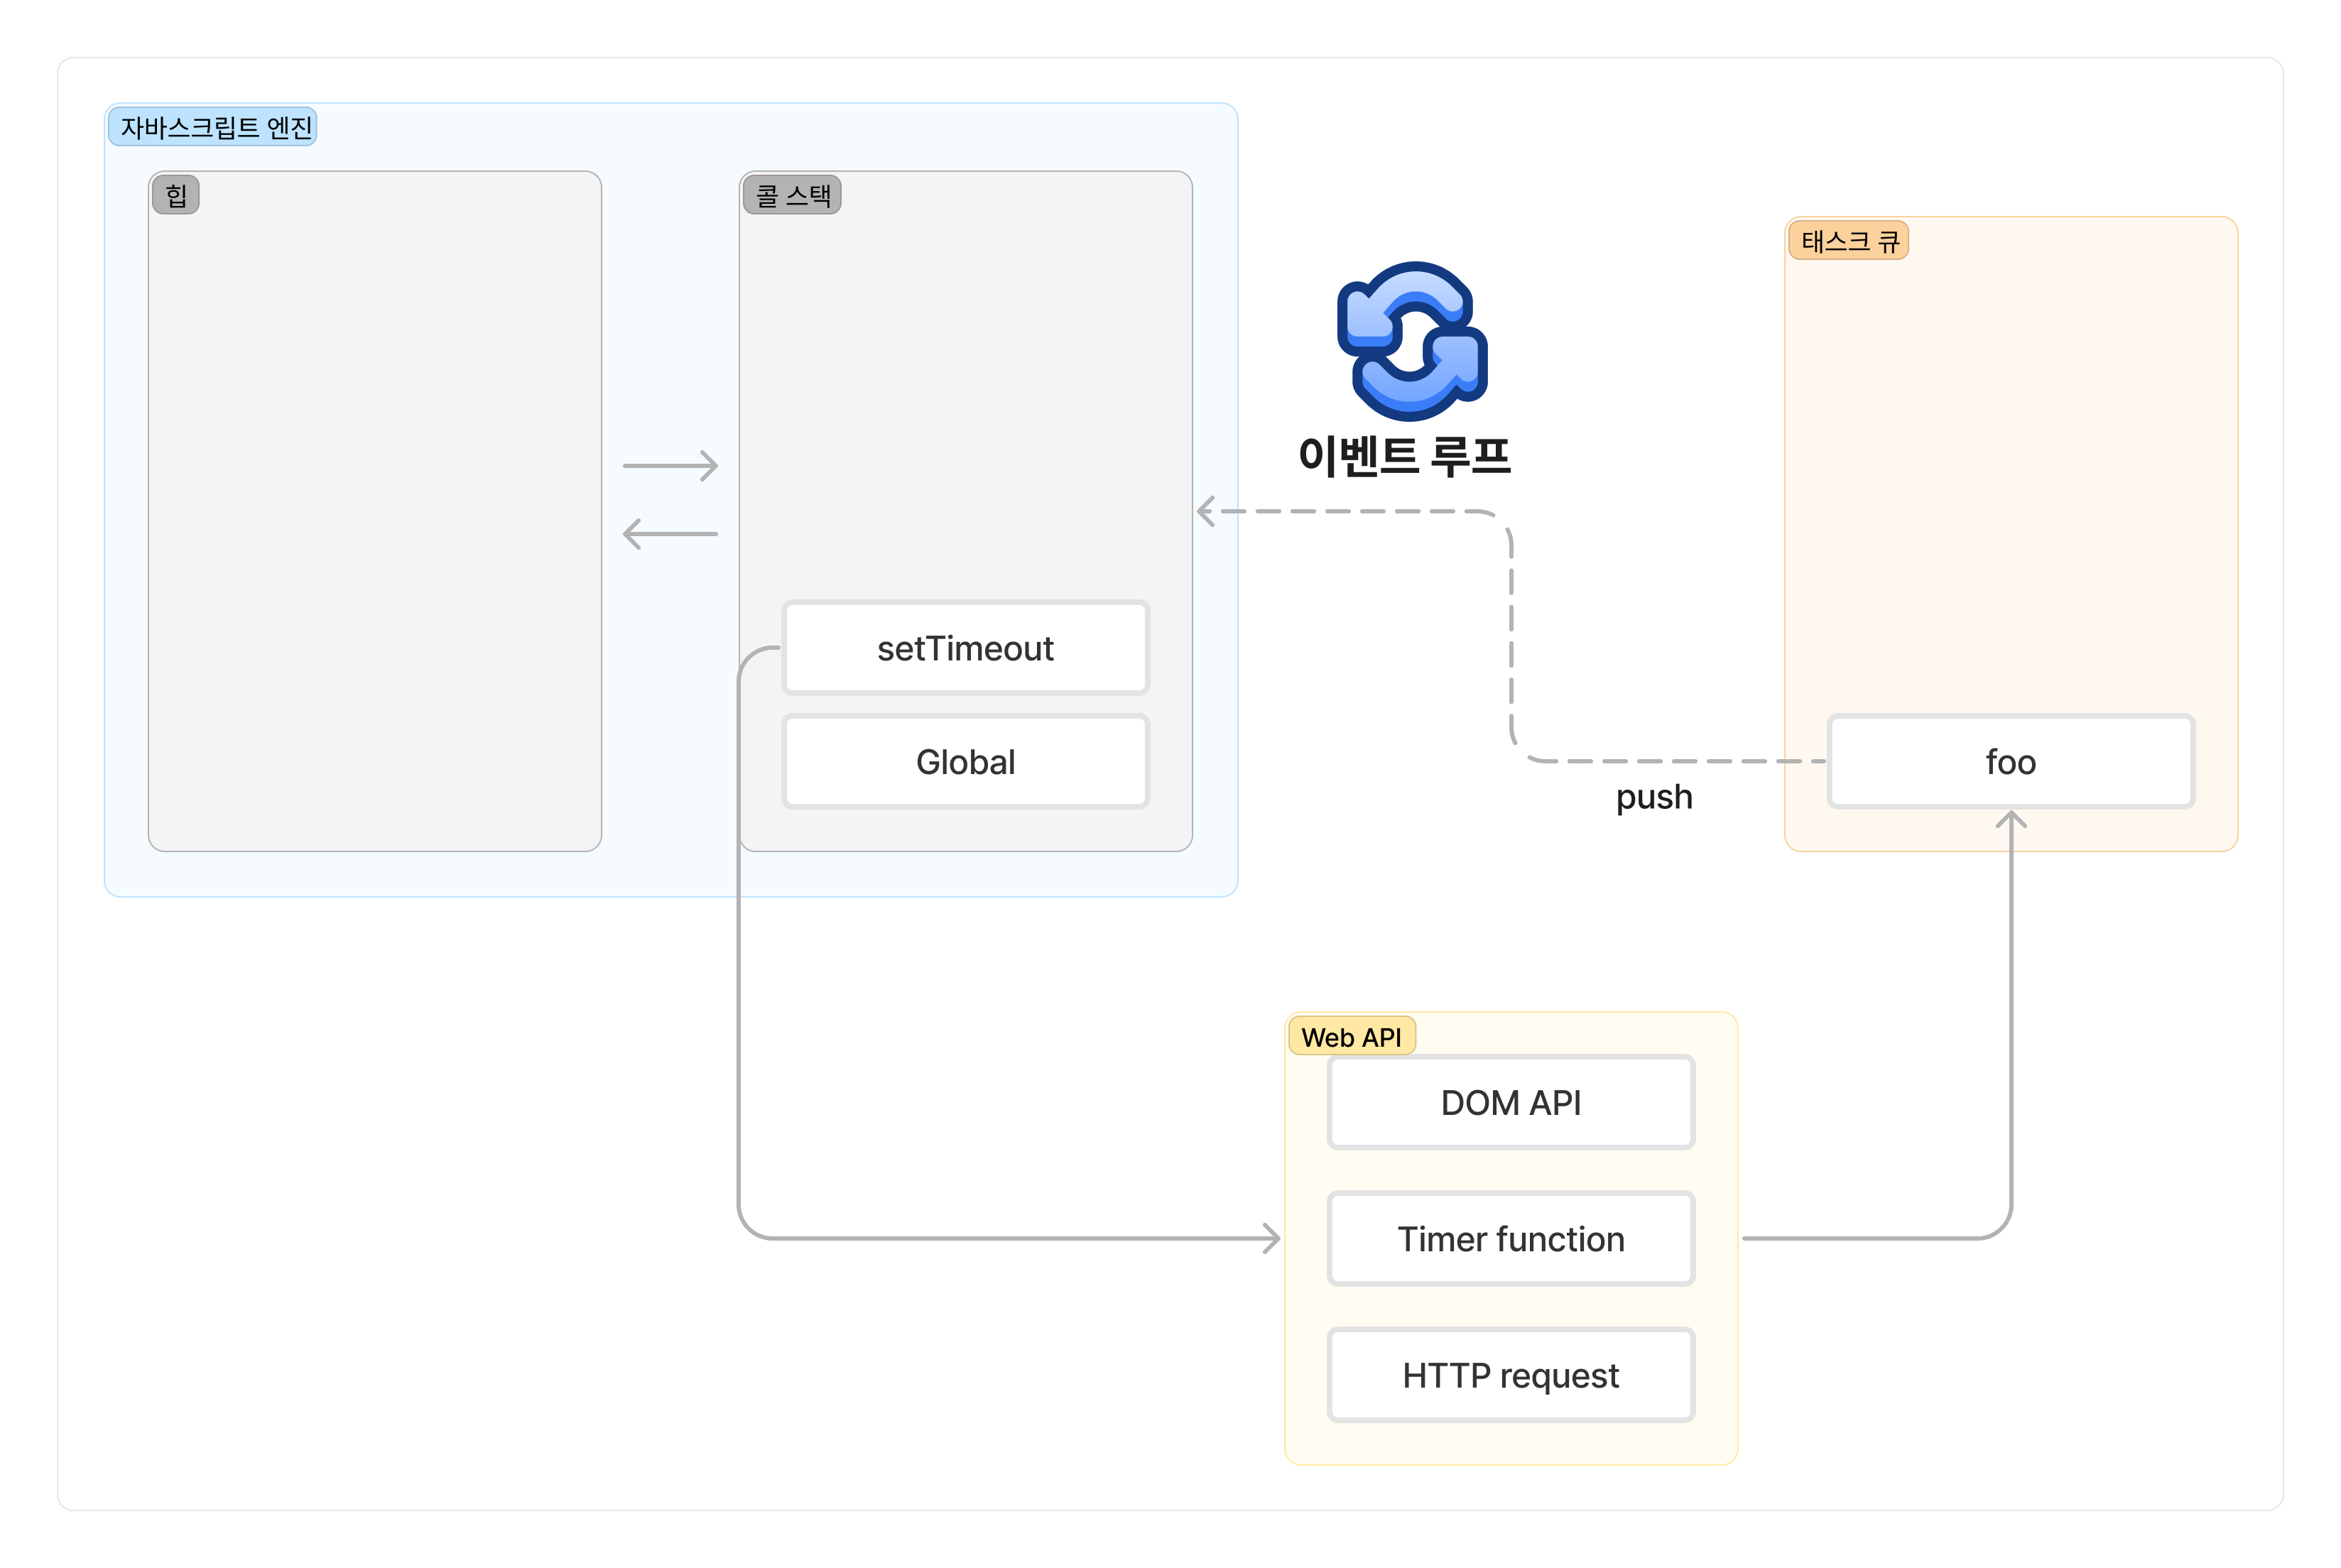 자바스크립트 엔진
힙
콜 스택
setTimeout
Global
이벤트 루프
push
태스크 큐
foo
Web API
DOM API
Timer function
HTTP request